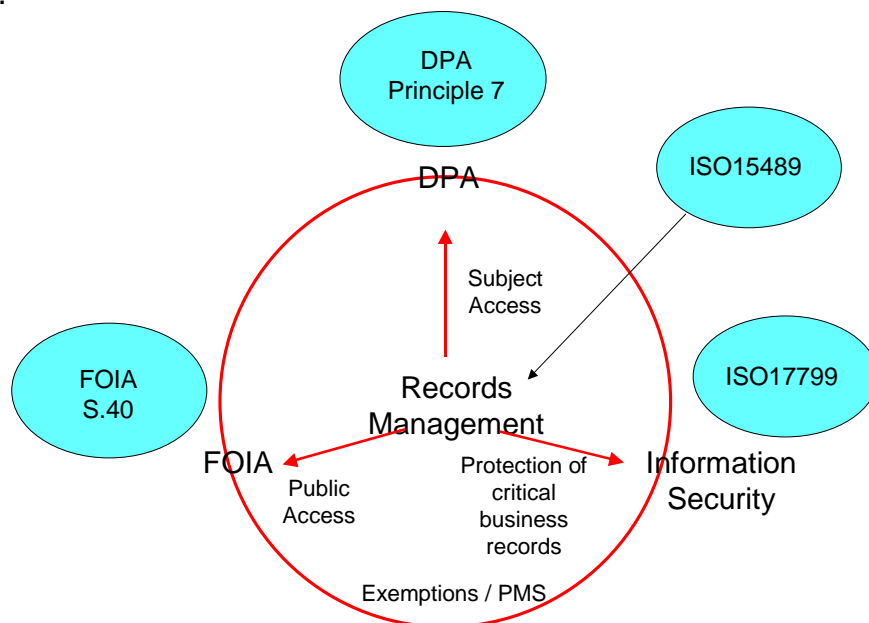 .
DPA
Principle 7
DPA
ISO15489
Subject
Access
FOIA
S.40
Records
Management
ISO17799
FOIA
Public
Access
Protection of
critical
business
records
Information
Security
Exemptions / PMS